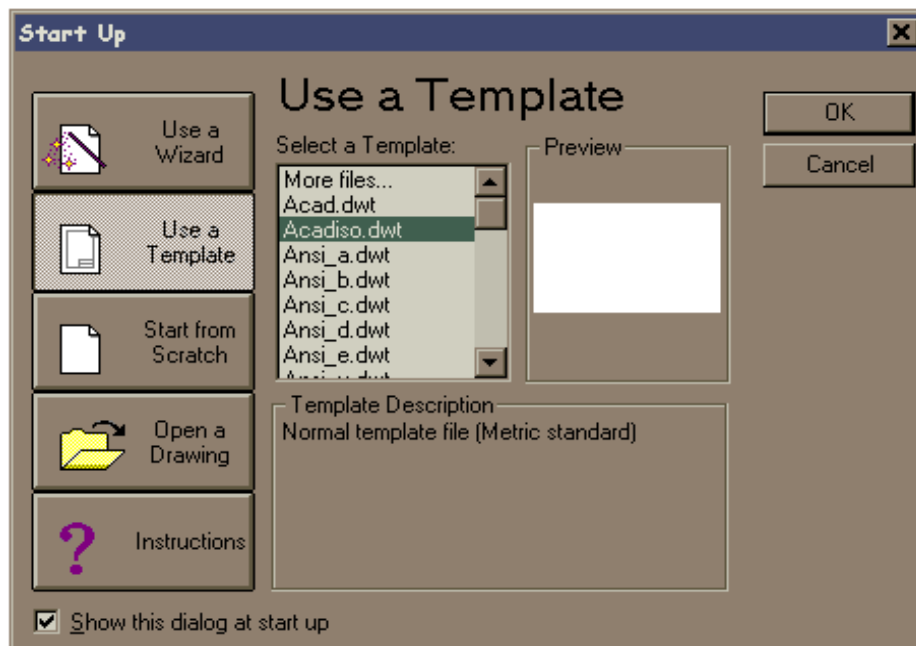 Start Up
Use a
Wizard
Use a
Template
Start from
Scratch
Open a
Drawing
Instructions
Use a Template
Select a Template:
More files...
Acad.dwt
Acadiso.dwt
Ansi_a.dwt
Ansi_b.dwt
Ansi_c.dwt
Ansi_d.dwt
Ansi_e.dwt
Preview
OK
Cancel
Template Description
Normal template file (Metric standard)
Show this dialog at start up